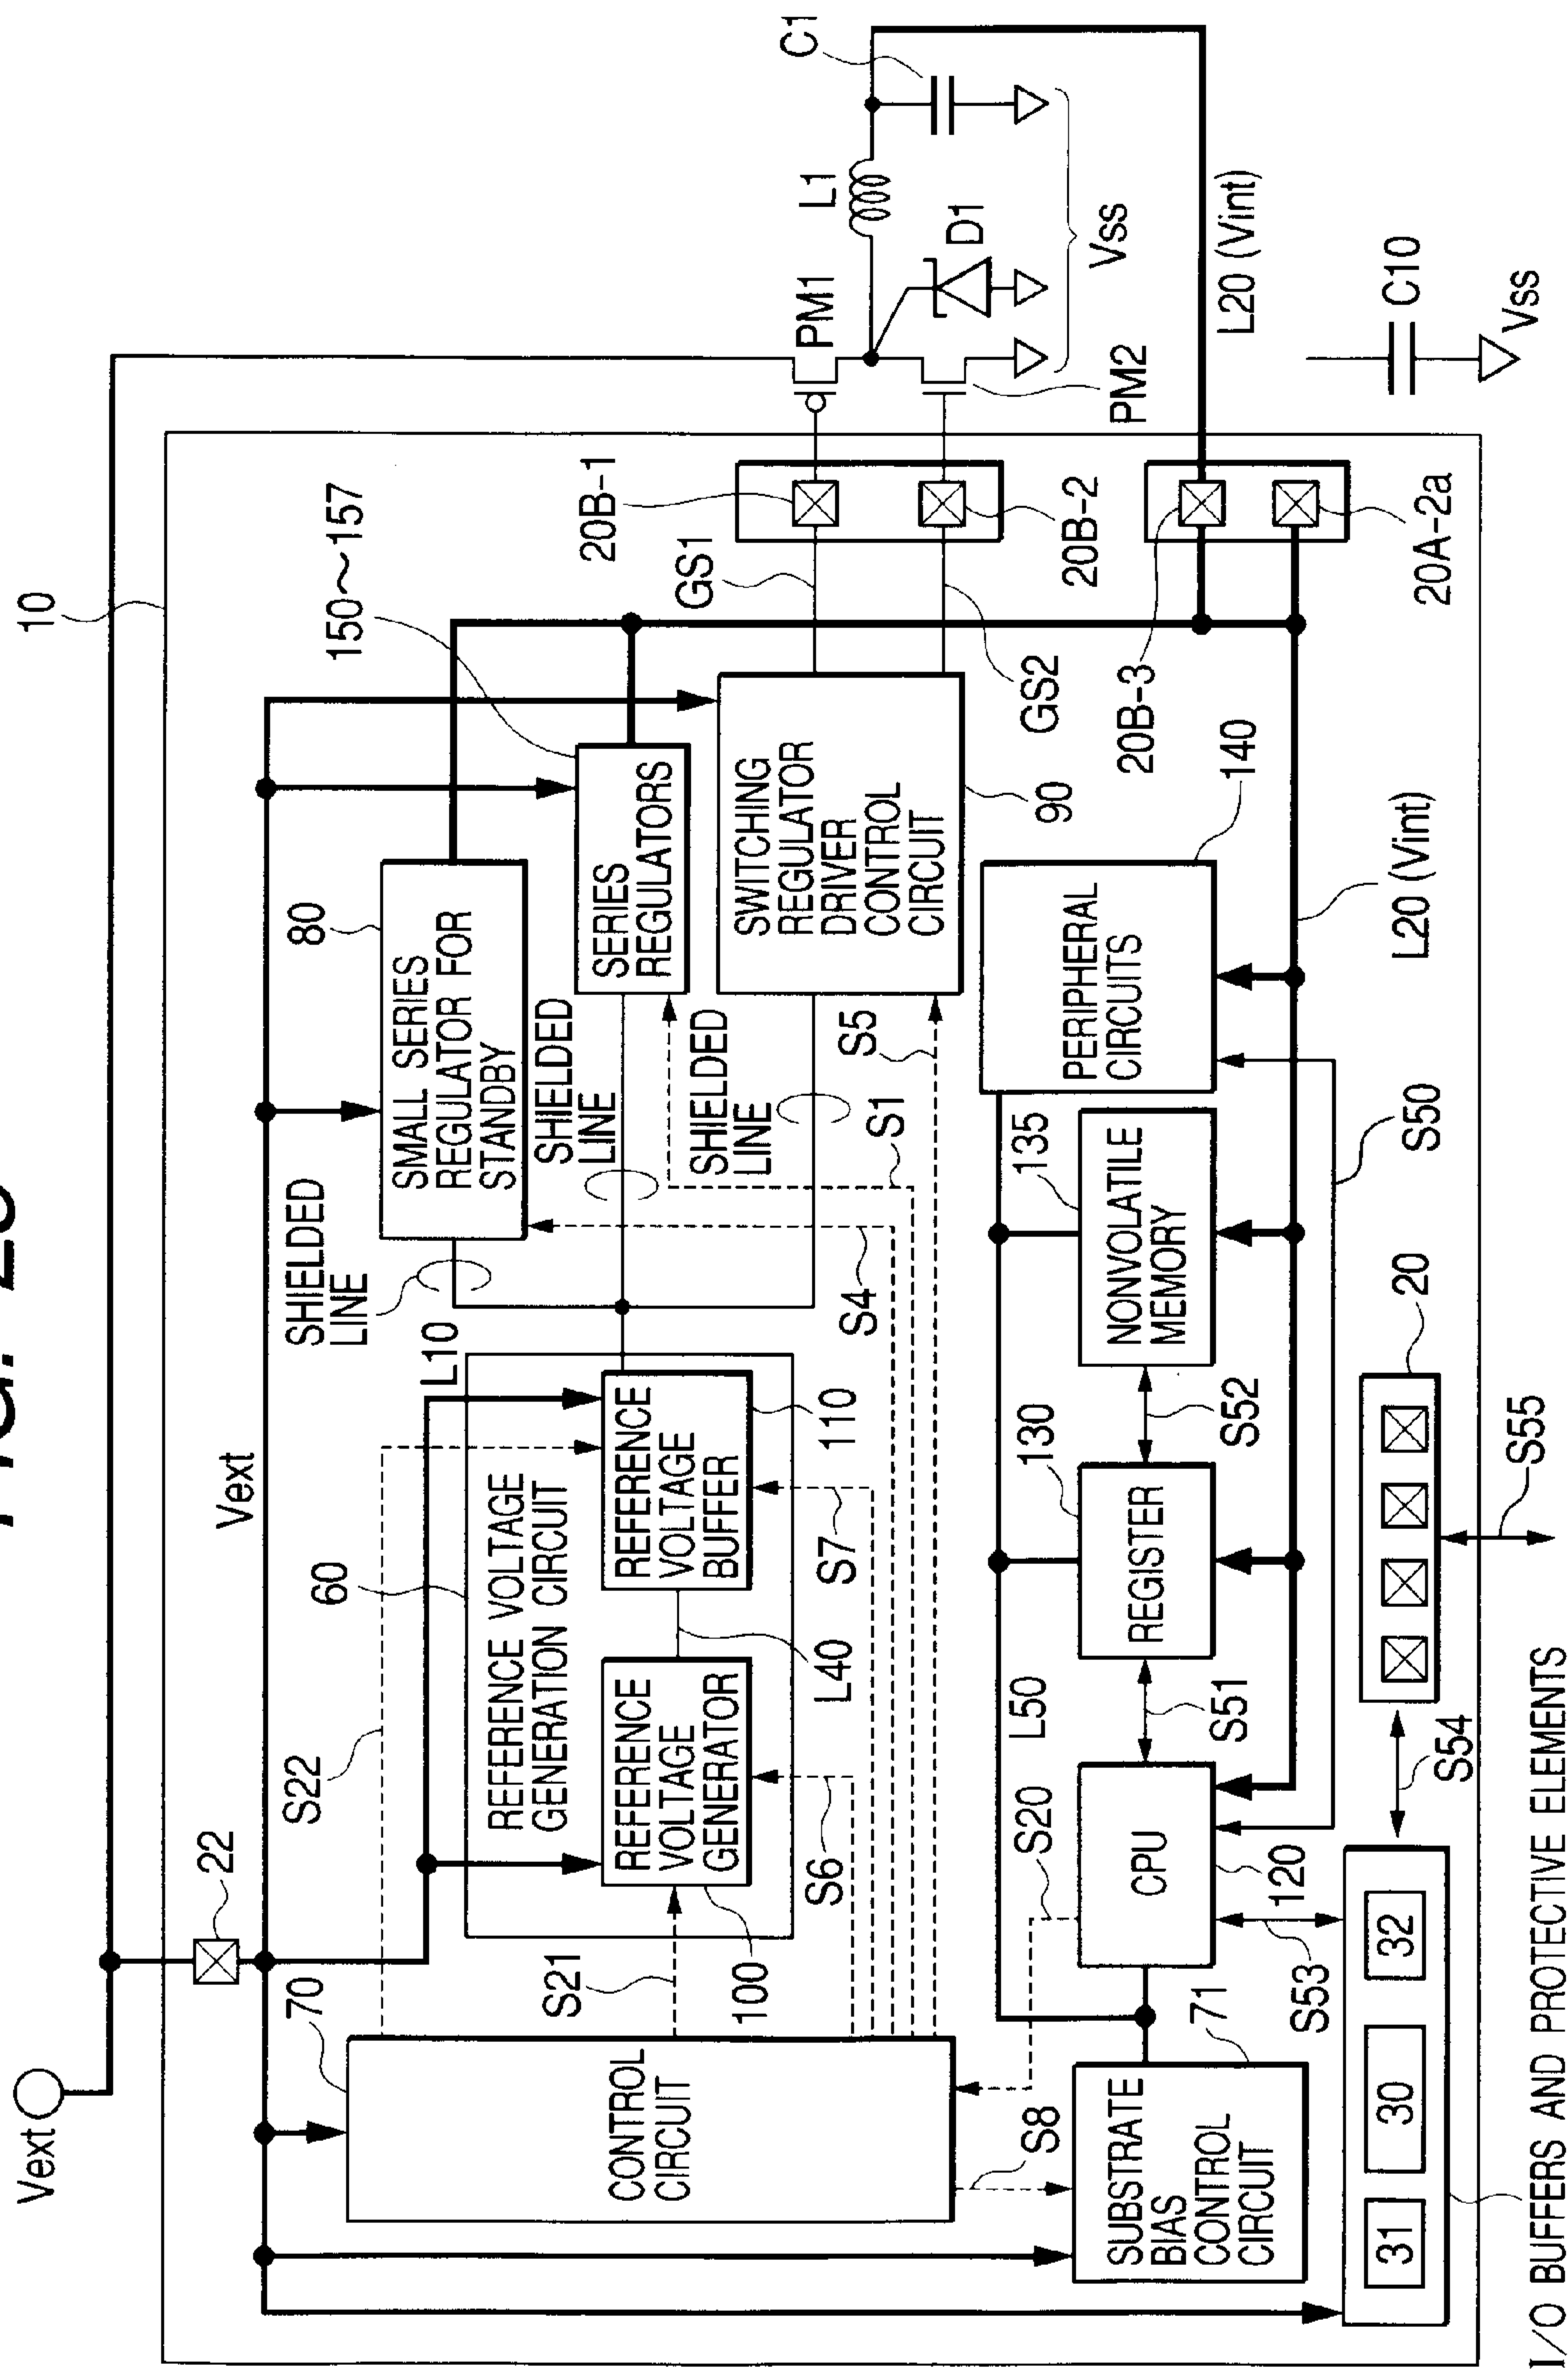 Vext
22
Vext
10
70
CONTROL
CIRCUIT
S22
S21
60
REFERENCE VOLTAGE
GENERATION CIRCUIT
REFERENCE
VOLTAGE
GENERATOR
100
L40
REFERENCE
VOLTAGE
BUFFER
110
L10
S6
S7
S4
S1
S5
SHIELDED
LINE
SHIELDED
LINE
SHIELDED
LINE
80
SMALL SERIES
REGULATOR FOR
STANDBY
150~157
SERIES
REGULATORS
SWITCHING
REGULATOR
DRIVER
CONTROL
CIRCUIT
90
GS1
GS2
20B-1
20B-2
20B-3
20A-2a
PM1
PM2
L1
D1
C1
Vss
L20 (Vint)
C10
Vss
S8
S20
SUBSTRATE
BIAS
CONTROL
CIRCUIT
71
L50
CPU
120
S51
REGISTER
130
S52
NONVOLATILE
MEMORY
135
PERIPHERAL
CIRCUITS
140
L20 (Vint)
S50
S53
31
30
32
S54
20
S55
I/O BUFFERS AND PROTECTIVE ELEMENTS